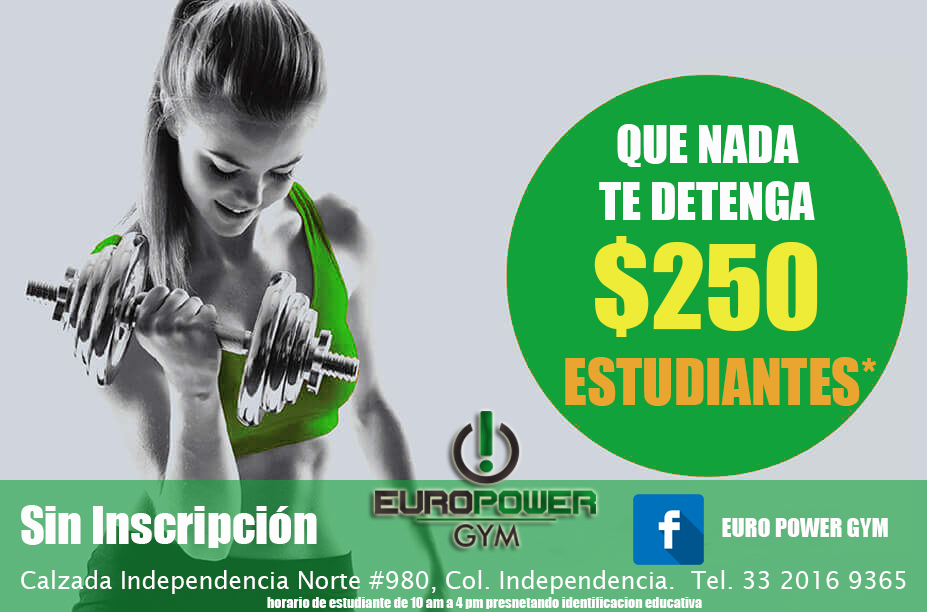 QUE NADA
TE DETENGA
$250
ESTUDIANTES*
EUROPOWER
GYM
Sin Inscripción
f
EURO POWER GYM
Calzada Independencia Norte #980, Col. Independencia. Tel. 33 2016 9365
horario de estudiante de 10 am a 4 pm presnetando identificacion educativa